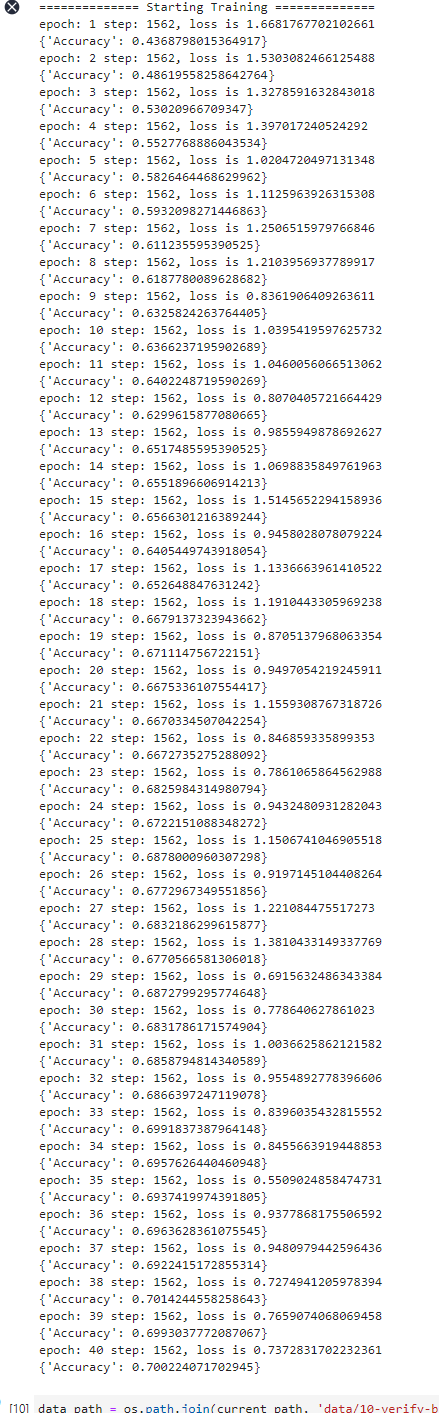 ============== Starting Training ==============
epoch: 1 step: 1562, loss is 1.6681767702102661
{'Accuracy': 0.4368798015364917}
epoch: 2 step: 1562, loss is 1.5303082466125488
{'Accuracy': 0.48619558258642764}
epoch: 3 step: 1562, loss is 1.3278591632843018
{'Accuracy': 0.53020966709347}
epoch: 4 step: 1562, loss is 1.397017240524292
{'Accuracy': 0.5527768886043534}
epoch: 5 step: 1562, loss is 1.0204720497131348
{'Accuracy': 0.5826464468629962}
epoch: 6 step: 1562, loss is 1.1125963926315308
{'Accuracy': 0.5932098271446863}
epoch: 7 step: 1562, loss is 1.2506515979766846
{'Accuracy': 0.611235595390525}
epoch: 8 step: 1562, loss is 1.2103956937789917
{'Accuracy': 0.6187780089628682}
epoch: 9 step: 1562, loss is 0.8361906409263611
{'Accuracy': 0.6325824263764405}
epoch: 10 step: 1562, loss is 1.0395419597625732
{'Accuracy': 0.6366237195902689}
epoch: 11 step: 1562, loss is 1.0460056066513062
{'Accuracy': 0.6402248719590269}
epoch: 12 step: 1562, loss is 0.8070405721664429
{'Accuracy': 0.6299615877080665}
epoch: 13 step: 1562, loss is 0.9855949878692627
{'Accuracy': 0.6517485595390525}
epoch: 14 step: 1562, loss is 1.0698835849761963
{'Accuracy': 0.6551896606914213}
epoch: 15 step: 1562, loss is 1.5145652294158936
{'Accuracy': 0.6566301216389244}
epoch: 16 step: 1562, loss is 0.9458028078079224
{'Accuracy': 0.6405449743918054}
epoch: 17 step: 1562, loss is 1.1336663961410522
{'Accuracy': 0.652648847631242}
epoch: 18 step: 1562, loss is 1.1910443305969238
{'Accuracy': 0.6679137323943662}
epoch: 19 step: 1562, loss is 0.8705137968063354
{'Accuracy': 0.671114756722151}
epoch: 20 step: 1562, loss is 0.9497054219245911
{'Accuracy': 0.6675336107554417}
epoch: 21 step: 1562, loss is 1.1559308767318726
{'Accuracy': 0.6670334507042254}
epoch: 22 step: 1562, loss is 0.846859335899353
{'Accuracy': 0.6672735275288092}
epoch: 23 step: 1562, loss is 0.7861065864562988
{'Accuracy': 0.6825984314980794}
epoch: 24 step: 1562, loss is 0.9432480931282043
{'Accuracy': 0.6722151088348272}
epoch: 25 step: 1562, loss is 1.1506741046905518
{'Accuracy': 0.6878000960307298}
epoch: 26 step: 1562, loss is 0.9197145104408264
{'Accuracy': 0.6772967349551856}
epoch: 27 step: 1562, loss is 1.221084475517273
{'Accuracy': 0.6832186299615877}
epoch: 28 step: 1562, loss is 1.3810433149337769
{'Accuracy': 0.6770566581306018}
epoch: 29 step: 1562, loss is 0.6915632486343384
{'Accuracy': 0.6872799295774648}
epoch: 30 step: 1562, loss is 0.778640627861023
{'Accuracy': 0.6831786171574904}
epoch: 31 step: 1562, loss is 1.0036625862121582
{'Accuracy': 0.6858794814340589}
epoch: 32 step: 1562, loss is 0.9554892778396606
{'Accuracy': 0.6866397247119078}
epoch: 33 step: 1562, loss is 0.8396035432815552
{'Accuracy': 0.6991837387964148}
epoch: 34 step: 1562, loss is 0.8455663919448853
{'Accuracy': 0.6957626440460948}
epoch: 35 step: 1562, loss is 0.5509024858474731
{'Accuracy': 0.6937419974391805}
epoch: 36 step: 1562, loss is 0.9377868175506592
{'Accuracy': 0.6963628361075545}
epoch: 37 step: 1562, loss is 0.9480979442596436
{'Accuracy': 0.6922415172855314}
epoch: 38 step: 1562, loss is 0.7274941205978394
{'Accuracy': 0.7014244558258643}
epoch: 39 step: 1562, loss is 0.7659074068069458
{'Accuracy': 0.6993037772087067}
epoch: 40 step: 1562, loss is 0.7372831702232361
{'Accuracy': 0.700224071702945}
[10] data_path = os.path.join(current_path, 'data/10-verify-b